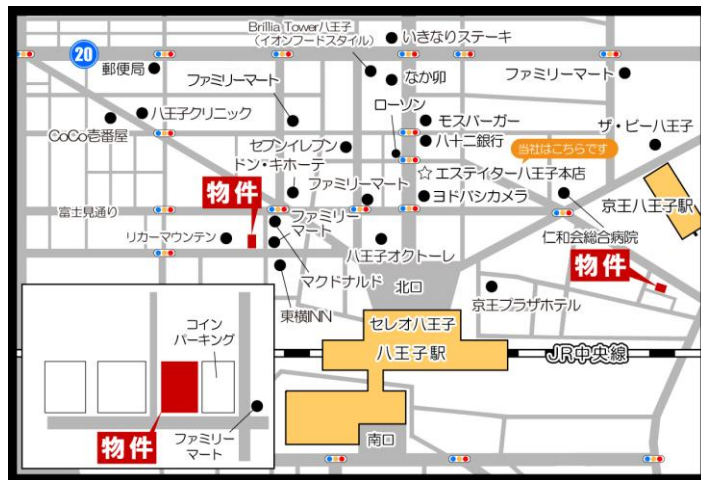 Brillia Tower八王子
（イオンフードスタイル）
いきなりステーキ
20
郵便局
ファミリーマート
なか卯
ファミリーマート
八王子クリニック
ローソン
モスバーガー
ザ・ビー八王子
CoCo壱番屋
セブンイレブン
八十二銀行
当社はこちらです
ドン・キホーテ
☆エステイター八王子本店
物件
ファミリーマート
ヨドバシカメラ
京王八王子駅
富士見通り
ファミリー
マート
仁和会総合病院
リカーマウンテン
八王子オクトーレ
物件
マクドナルド
北口
京王プラザホテル
東横INN
セレオ八王子
コイン
パーキング
八王子駅
JR中央線
物件
ファミリー
マート
南口